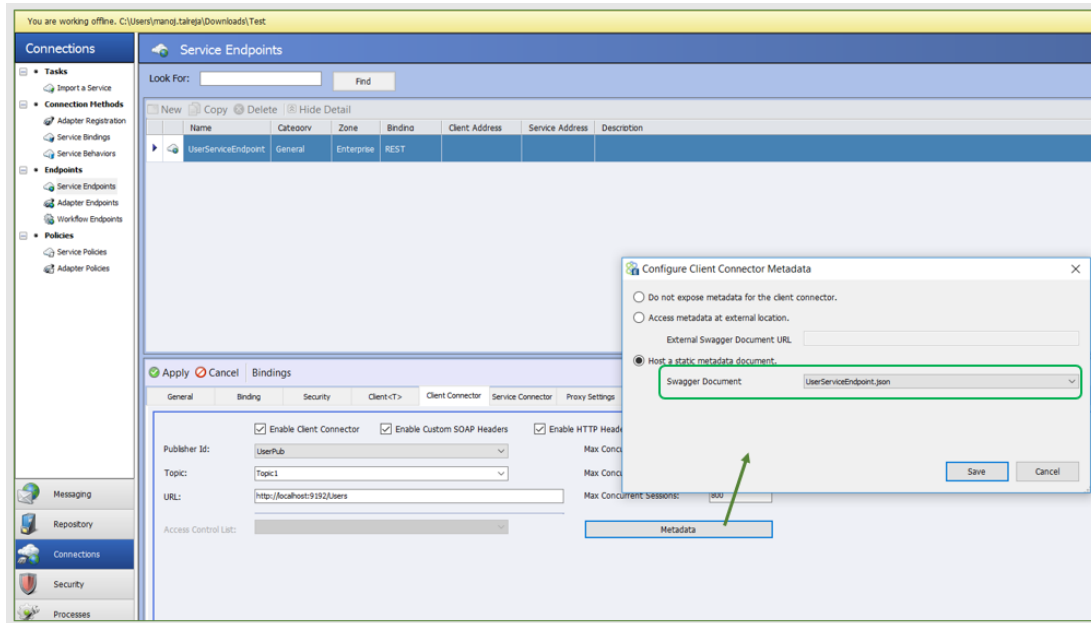 You are working offline. C:\Users\manoj.talreja\Downloads\Test
Connections
Service Endpoints
Tasks
Import a Service
Connection Methods
Adapter Registration
Service Bindings
Service Behaviors
Endpoints
Service Endpoints
Adapter Endpoints
Workflow Endpoints
Policies
Service Policies
Adapter Policies
Look For:
Find
New Copy Delete Hide Detail
Name Category Zone Binding Client Address Service Address Description
UserServiceEndpoint General Enterprise REST
Configure Client Connector Metadata
Do not expose metadata for the client connector.
Access metadata at external location.
External Swagger Document URL
Host a static metadata document.
Swagger Document UserServiceEndpoint.json
Save Cancel
Apply Cancel Bindings
General Binding Security Client<T> Client Connector Service Connector Proxy Settings
Enable Client Connector Enable Custom SOAP Headers Enable HTTP Heade
Publisher Id: UserPub Max Concu
Topic: Topic1 Max Concu
URL: http://localhost:9192/Users Max Concurrent Sessions: 800
Access Control List: Metadata
Messaging
Repository
Connections
Security
Processes